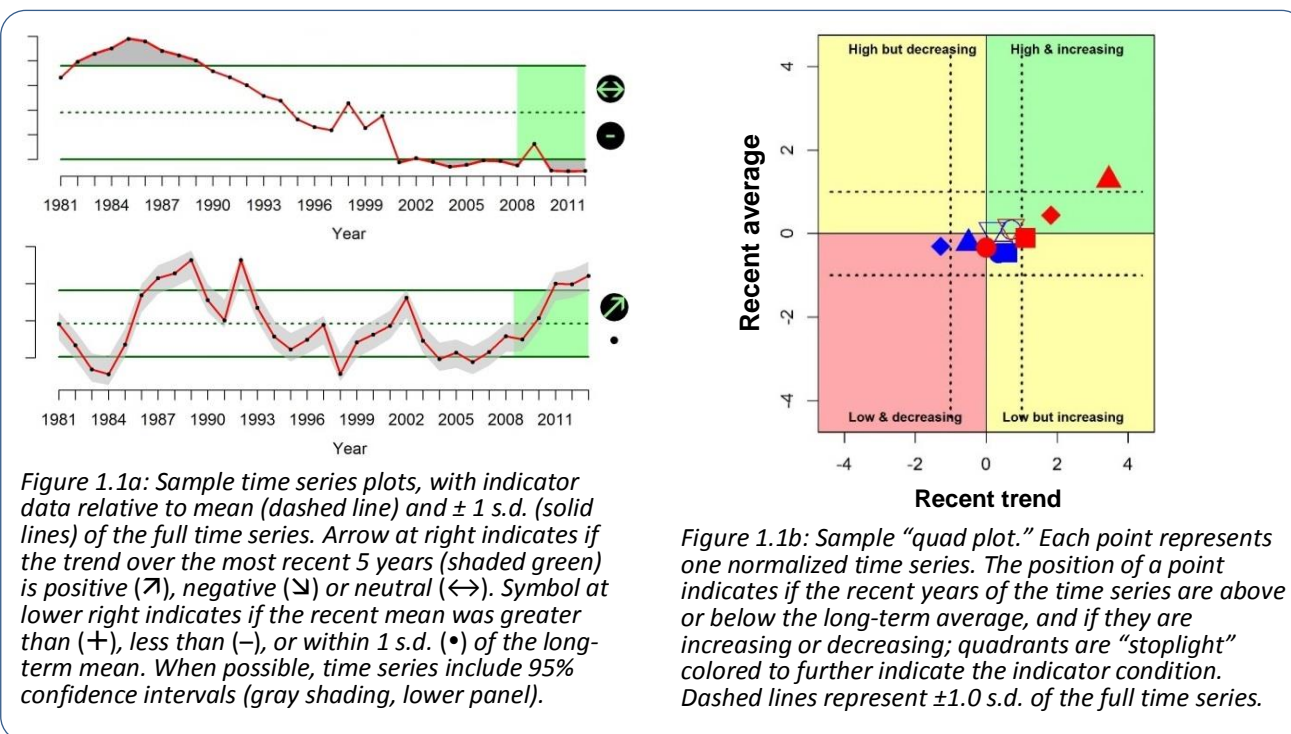 1981 1984 1987 1990 1993 1996 1999 2002 2005 2008 2011
Year
1981 1984 1987 1990 1993 1996 1999 2002 2005 2008 2011
Year
Figure 1.1a: Sample time series plots, with indicator
data relative to mean (dashed line) and ± 1 s.d. (solid
lines) of the full time series. Arrow at right indicates if
the trend over the most recent 5 years (shaded green)
is positive (↗), negative (↘) or neutral (↔). Symbol at
lower right indicates if the recent mean was greater
than (+), less than (–), or within 1 s.d. (•) of the long-
term mean. When possible, time series include 95%
confidence intervals (gray shading, lower panel).
High but decreasing
High & increasing
4
2
0
-2
-4
Recent average
Low & decreasing
Low but increasing
-4 -2 0 2 4
Recent trend
Figure 1.1b: Sample “quad plot.” Each point represents
one normalized time series. The position of a point
indicates if the recent years of the time series are above
or below the long-term average, and if they are
increasing or decreasing; quadrants are “stoplight”
colored to further indicate the indicator condition.
Dashed lines represent ±1.0 s.d. of the full time series.